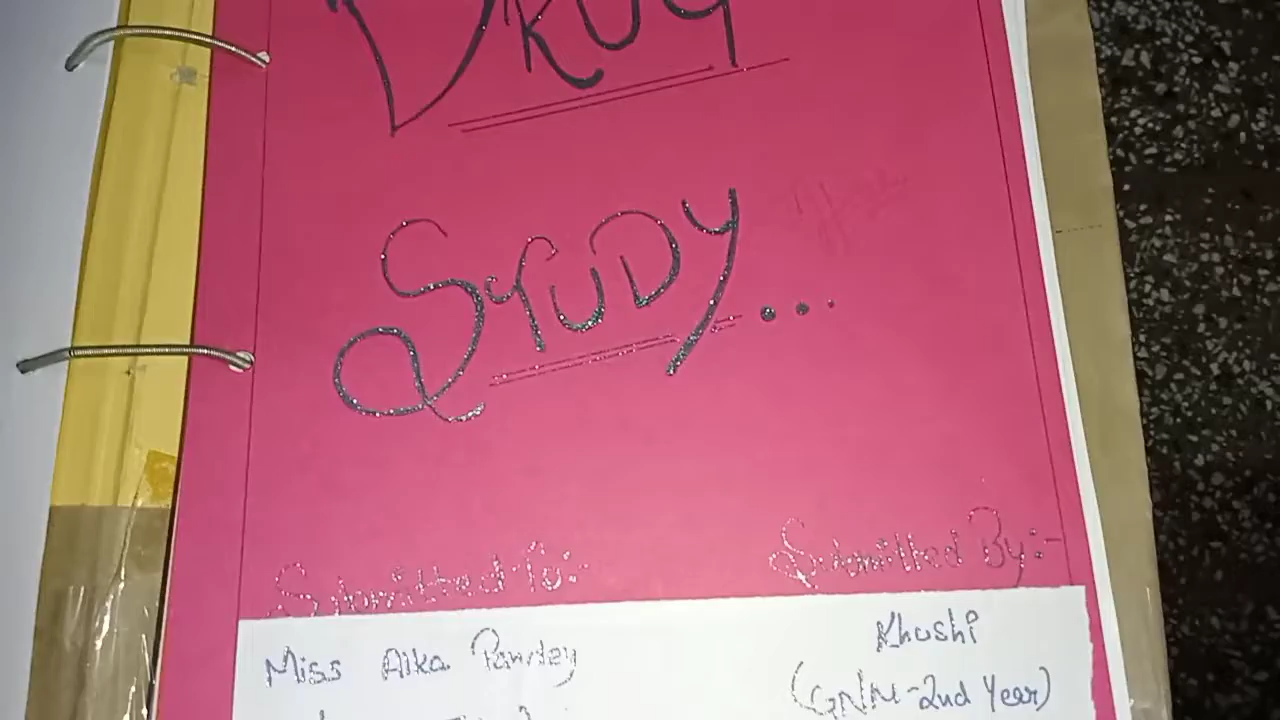 DRUG
STUDY...
Submitted To:-
Submitted By:-
Miss Alka Pandey
Khushi
(GNM-2nd Year)